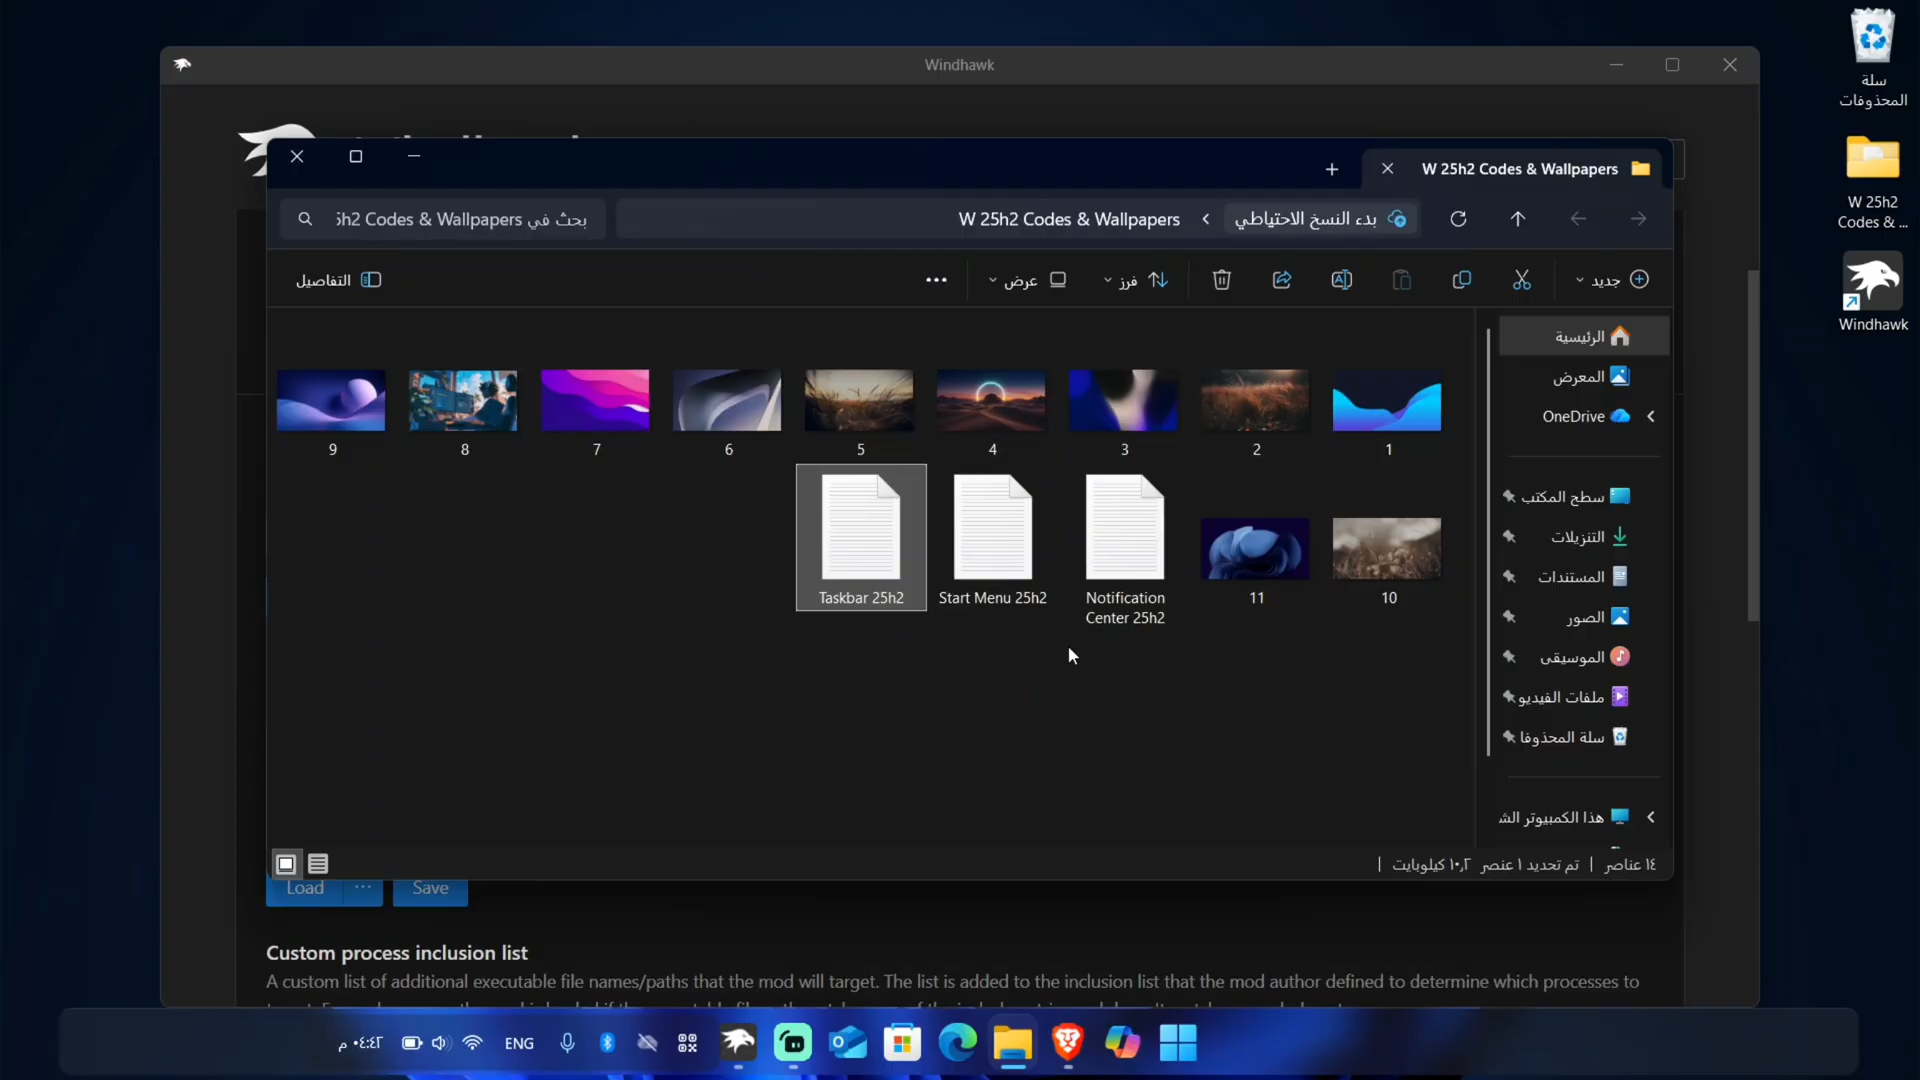 Windhawk
W 25h2 Codes & Wallpapers
بدء النسخ الاحتياطي
W 25h2 Codes & Wallpapers
بحث في 5h2 Codes & Wallpapers
جديد
فرز
عرض
•••
التفاصيل
1
2
3
4
5
6
7
8
9
10
11
Notification
Center 25h2
Start Menu 25h2
Taskbar 25h2
الرئيسية
المعرض
OneDrive
سطح المكتب
التنزيلات
المستندات
الصور
الموسيقى
ملفات الفيديو
سلة المحذوفا
هذا الكمبيوتر الش
١٤ عناصر
تم تحديد ١ عنصر ١٠٫٢ كيلوبايت
Load
Save
Custom process inclusion list
A custom list of additional executable file names/paths that the mod will target. The list is added to the inclusion list that the mod author defined to determine which processes to
سلة
المحذوفات
W 25h2
Codes & ...
Windhawk
ENG
٠٤:٤٢ م